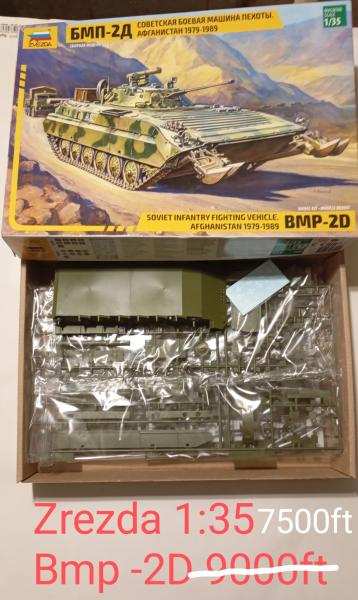 ZVEZDA
БМП-2Д
СОВЕТСКАЯ БОЕВАЯ МАШИНА ПЕХОТЫ.
АФГАНИСТАН 1979-1989
1/35
SOVIET INFANTRY FIGHTING VEHICLE.
AFGHANISTAN 1979-1989
BMP-2D
Zrezda 1:35 7500ft
Bmp -2D 9000ft